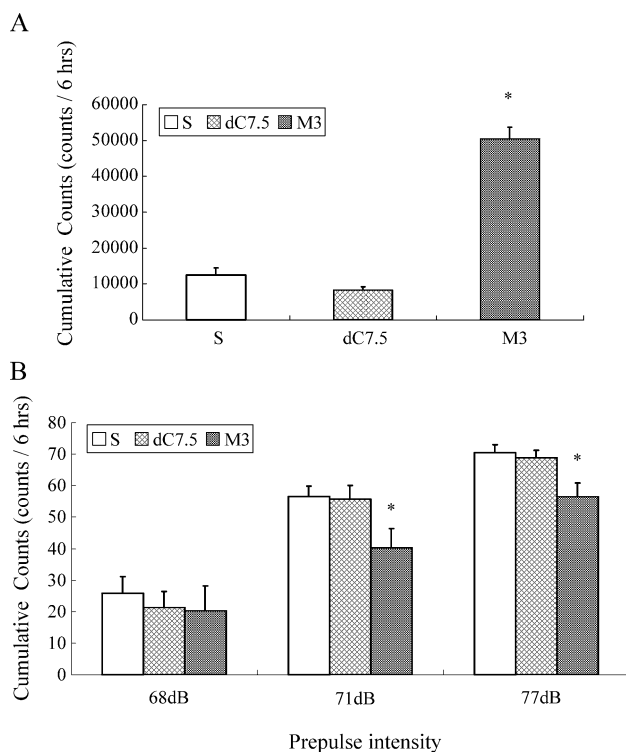 A
Cumulative Counts (counts / 6 hrs)
60000
50000
40000
30000
20000
10000
0
S dC7.5 M3
*
S dC7.5 M3
B
Cumulative Counts (counts / 6 hrs)
80
70
60
50
40
30
20
10
0
S dC7.5 M3
*
*
68dB 71dB 77dB
Prepulse intensity